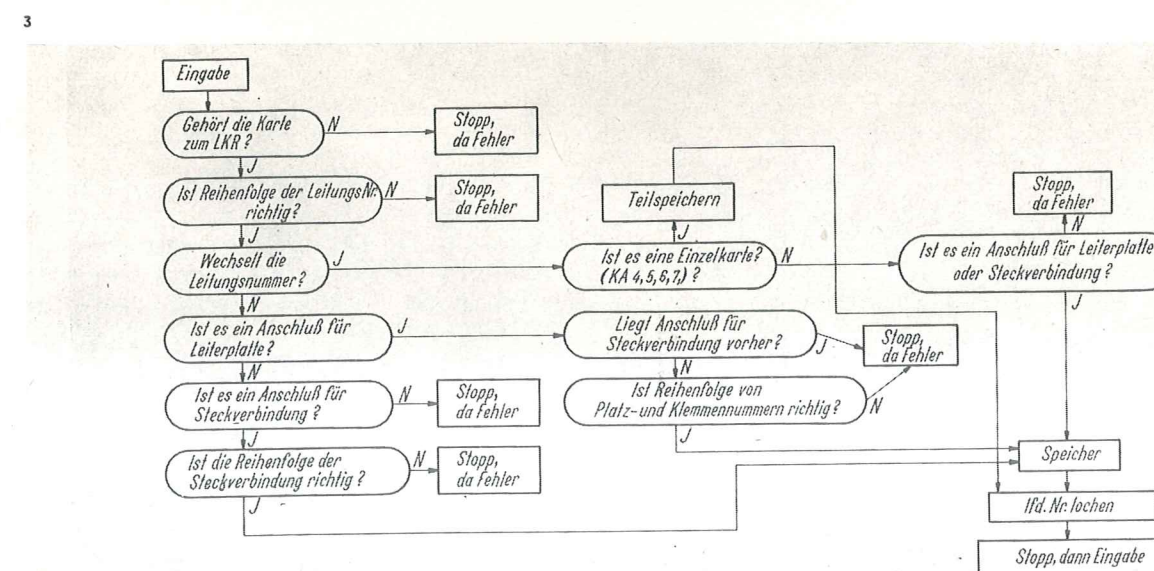 3
Eingabe
Gehört die Karte
zum LKR?
N
Stopp,
da Fehler
J
Ist Reihenfolge der LeitungsNr.
richtig?
N
Stopp,
da Fehler
J
Wechselt die
Leitungsnummer?
J
N
Teilspeichern
J
Ist es eine Einzelkarte?
(KA 4,5,6,7,) ?
N
Stopp,
da Fehler
N
Ist es ein Anschluß für Leiterplatte
oder Steckverbindung ?
J
Ist es ein Anschluß für
Leiterplatte?
J
N
Liegt Anschluß für
Steckverbindung vorher?
J
N
Stopp,
da Fehler
Ist Reihenfolge von
Platz-und Klemmennummern richtig?
N
J
Ist es ein Anschluß für
Steckverbindung ?
N
Stopp,
da Fehler
J
Ist die Reihenfolge der
Steckverbindung richtig ?
N
Stopp,
da Fehler
J
Speicher
lfd. Nr. lochen
Stopp, dann Eingabe